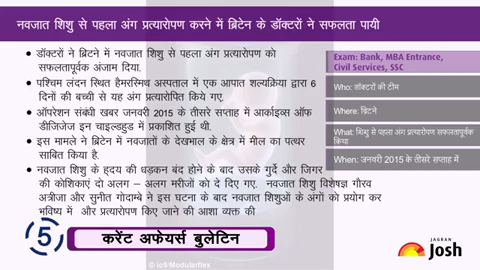 नवजात शिशु से पहला अंग प्रत्यारोपण करने में ब्रिटेन के डॉक्टरों ने सफलता पायी
• डॉक्टरों ने ब्रिटने में नवजात शिशु से पहला अंग प्रत्यारोपण को
सफलतापूर्वक अंजाम दिया.
• पश्चिम लंदन स्थित हैमरस्मिथ अस्पताल में एक आपात शल्यक्रिया द्वारा 6
दिनों की बच्ची से यह अंग प्रत्यारोपित किये गए.
• ऑपरेशन संबंधी खबर जनवरी 2015 के तीसरे सप्ताह में आर्काइव्स ऑफ
डीजिजेज इन चाइल्डहुड में प्रकाशित हुई थी.
• इस मामले ने ब्रिटेन में नवजातों के देखभाल के क्षेत्र में मील का पत्थर
साबित किया है.
• नवजात शिशु के हृदय की धडकन बंद होने के बाद उसके गुर्दे और जिगर
की कोशिकाएं दो अलग – अलग मरीजों को दे दिए गए. नवजात शिशु विशेषज्ञ गौरव
अत्रीजा और सुनीत गोदाम्बे ने इस घटना के बाद नवजात शिशुओं के अंगों को प्रयोग कर
भविष्य में और प्रत्यारोपण किए जाने की आशा व्यक्त की
Exam: Bank, MBA Entrance,
Civil Services, SSC
Who: डॉक्टरों की टीम
Where: ब्रिटने
What: शिशु से पहला अंग प्रत्यारोपण सफलतापूर्वक
किया
When: जनवरी 2015 के तीसरे सप्ताह में
5 करेंट अफेयर्स बुलेटिन
JAGRAN
Josh